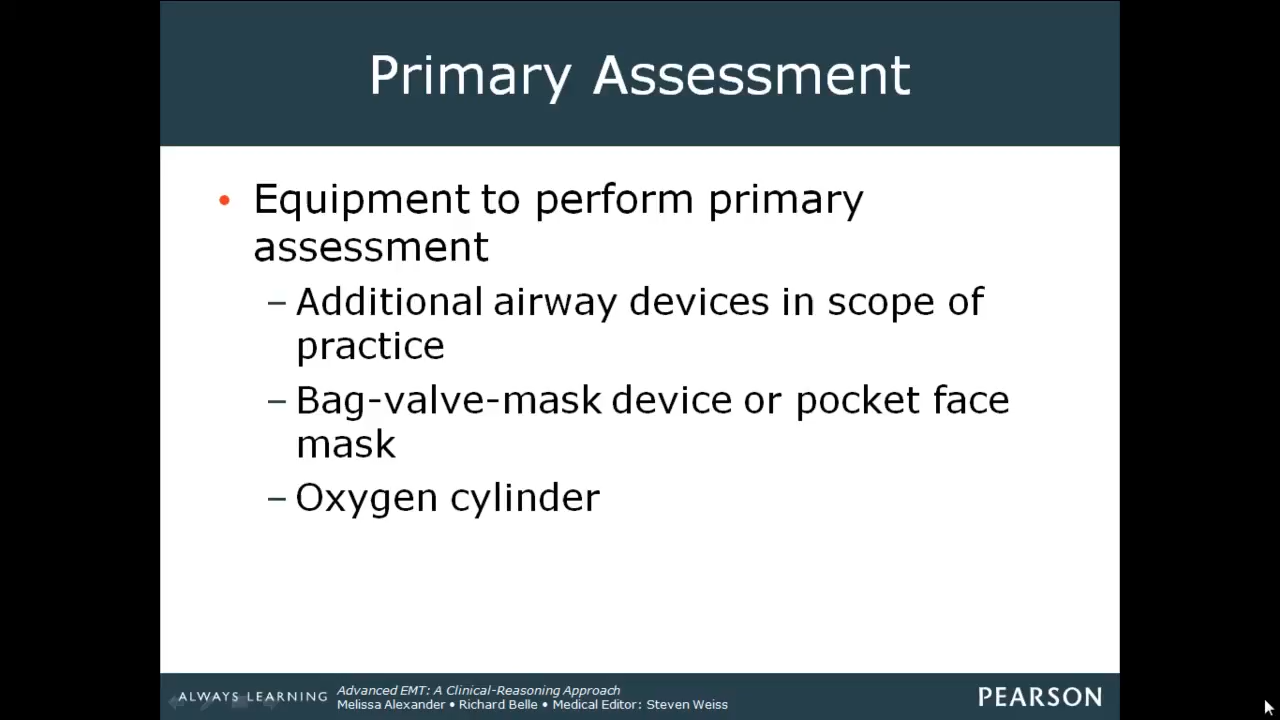 Primary Assessment
• Equipment to perform primary
assessment
– Additional airway devices in scope of
practice
– Bag-valve-mask device or pocket face
mask
– Oxygen cylinder
ALWAYS LEARNING
Advanced EMT: A Clinical-Reasoning Approach
Melissa Alexander • Richard Belle • Medical Editor: Steven Weiss
PEARSON